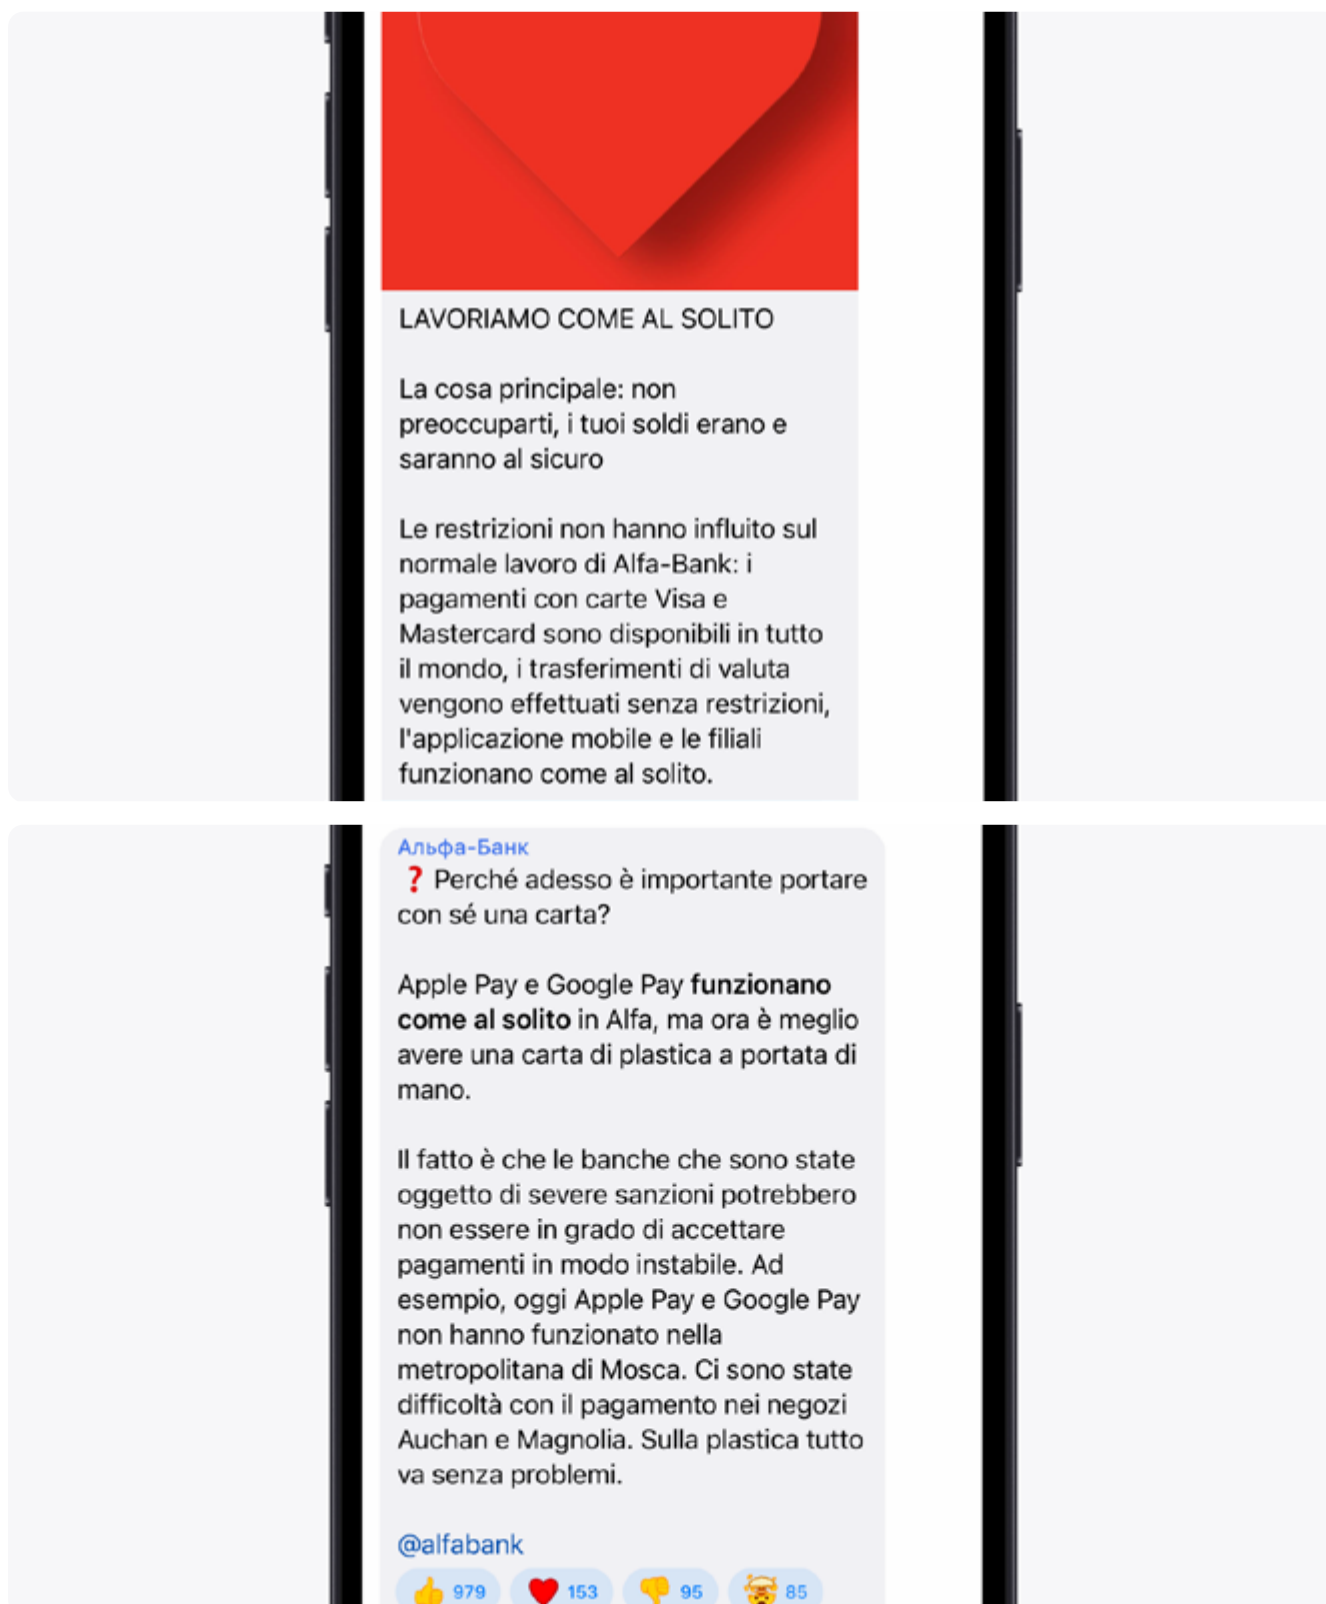 LAVORIAMO COME AL SOLITO
La cosa principale: non
preoccuparti, i tuoi soldi erano e
saranno al sicuro
Le restrizioni non hanno influito sul
normale lavoro di Alfa-Bank: i
pagamenti con carte Visa e
Mastercard sono disponibili in tutto
il mondo, i trasferimenti di valuta
vengono effettuati senza restrizioni,
l'applicazione mobile e le filiali
funzionano come al solito.
Альфа-Банк
❓ Perché adesso è importante portare
con sé una carta?
Apple Pay e Google Pay funzionano
come al solito in Alfa, ma ora è meglio
avere una carta di plastica a portata di
mano.
Il fatto è che le banche che sono state
oggetto di severe sanzioni potrebbero
non essere in grado di accettare
pagamenti in modo instabile. Ad
esempio, oggi Apple Pay e Google Pay
non hanno funzionato nella
metropolitana di Mosca. Ci sono state
difficoltà con il pagamento nei negozi
Auchan e Magnolia. Sulla plastica tutto
va senza problemi.
@alfabank
👍 979 ❤️ 153 👎 95 🤯 85